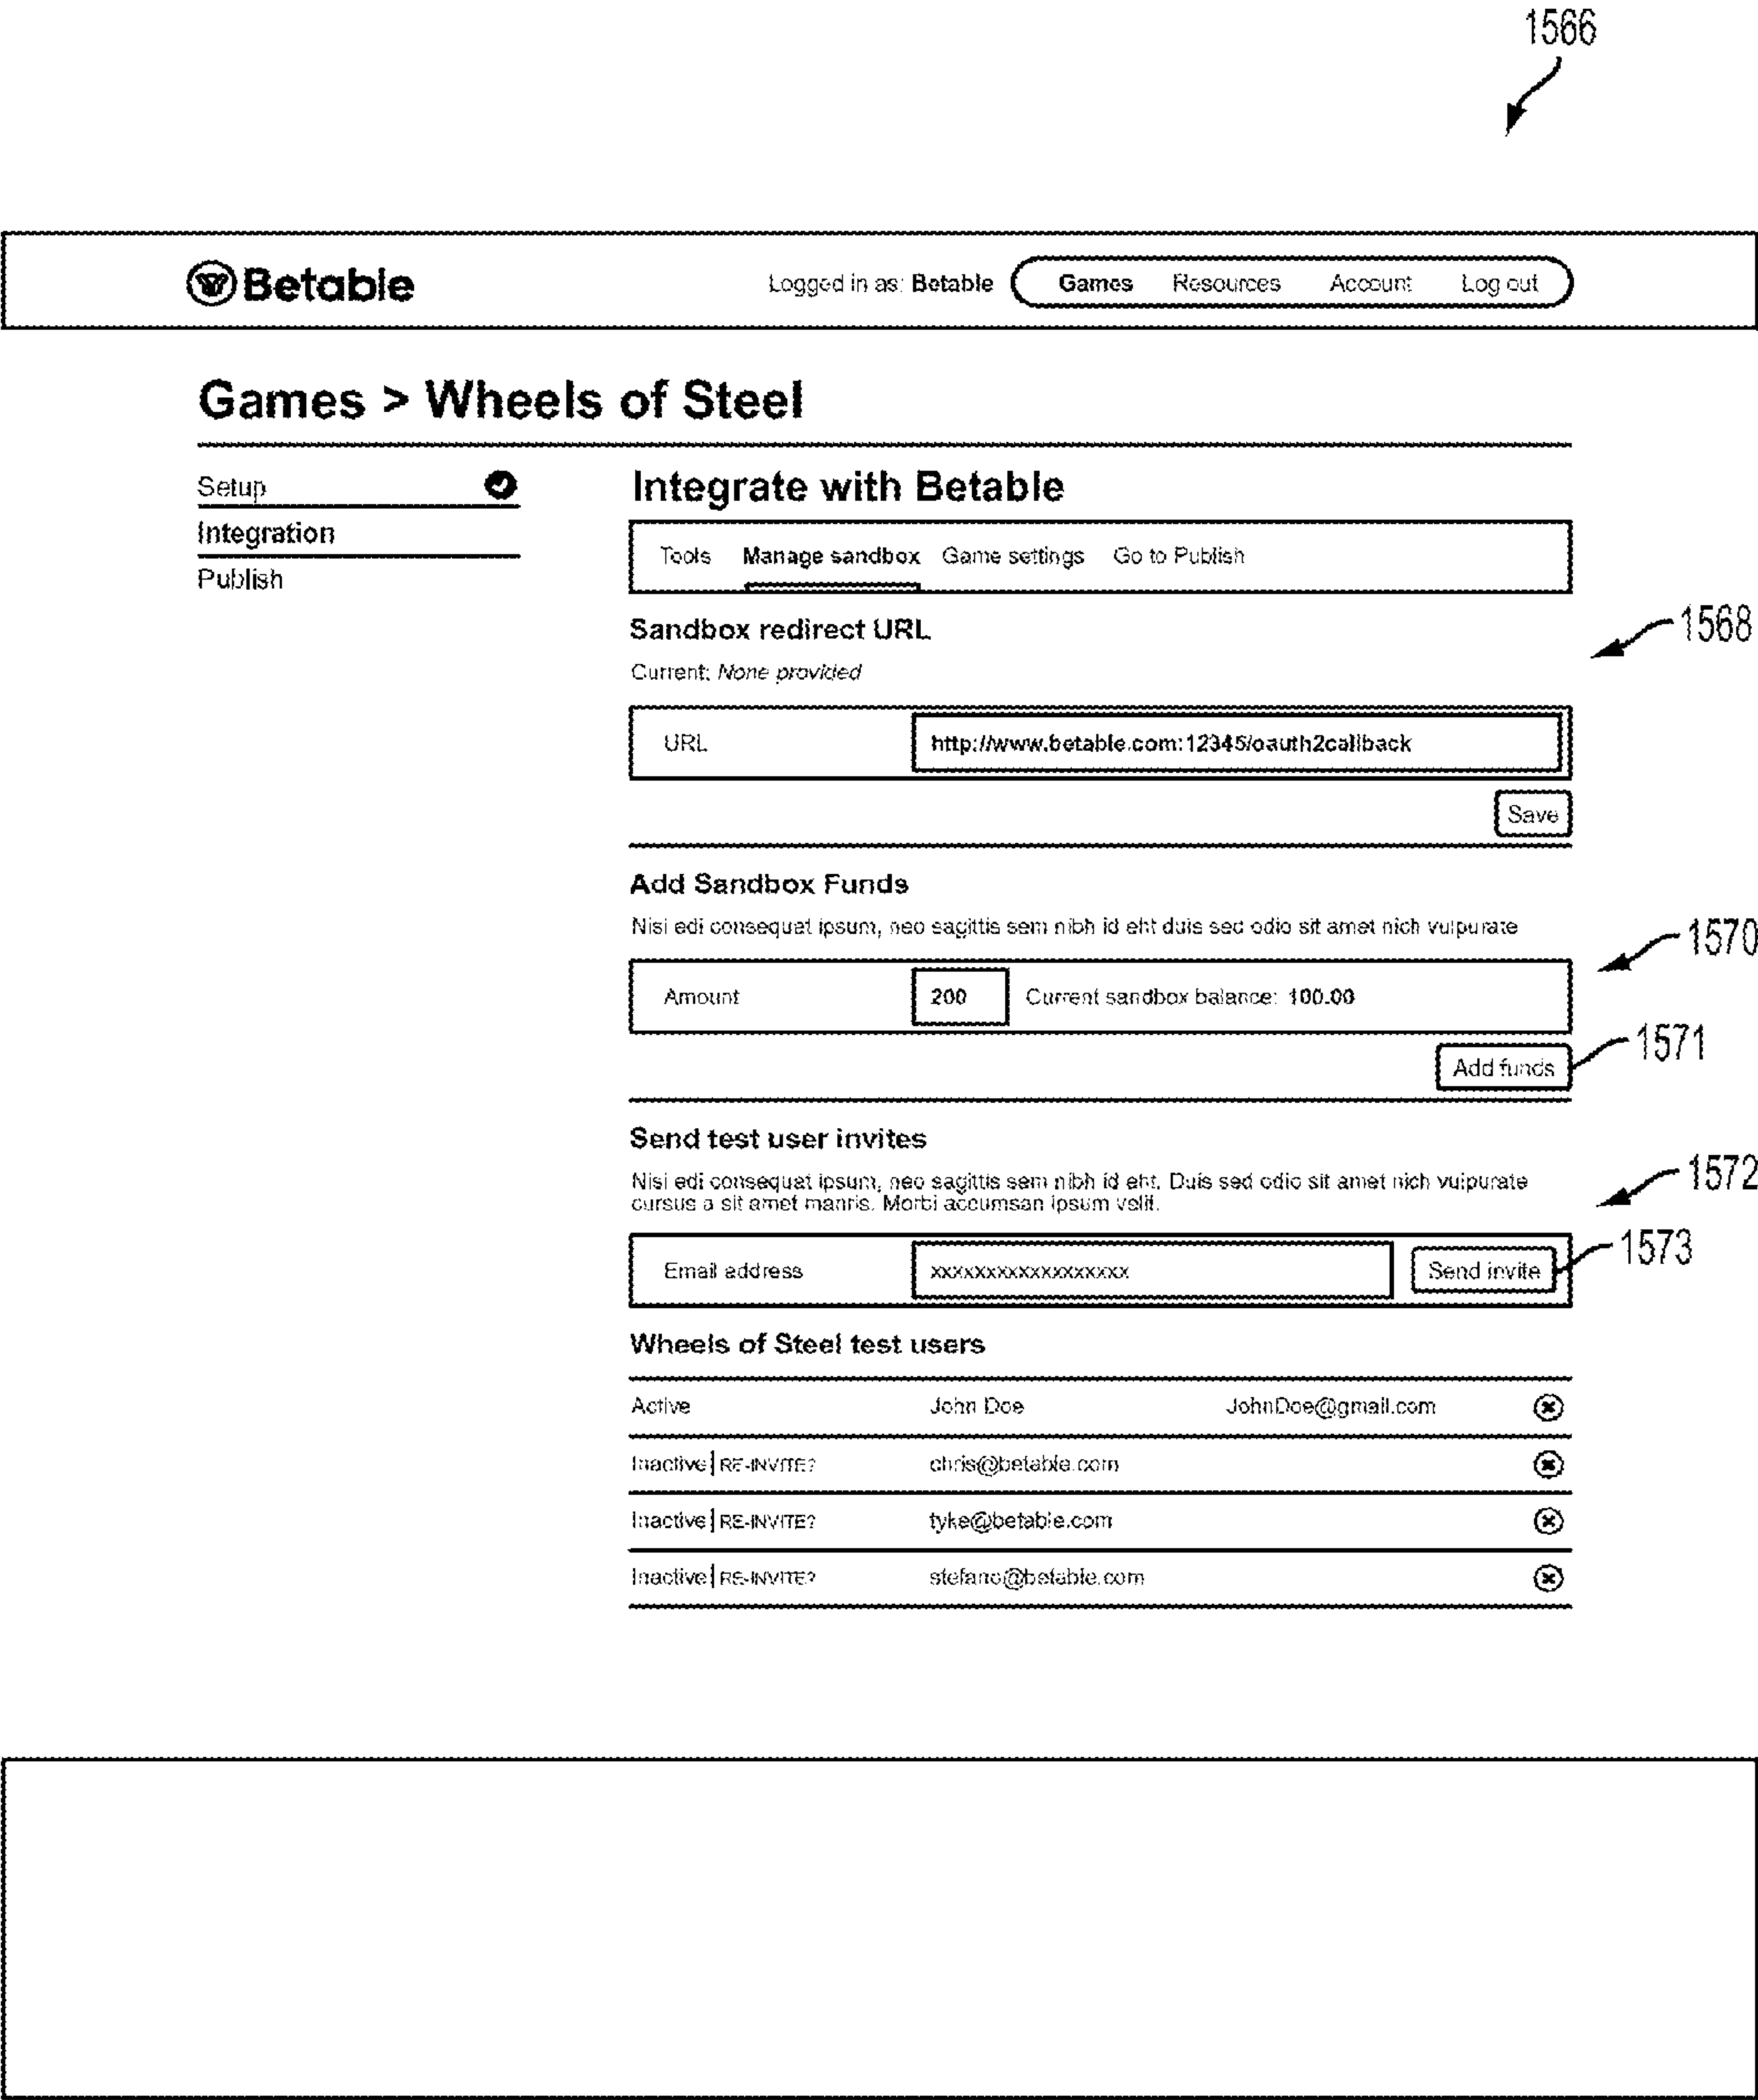 1566
Betable
Logged in as: Betable Games Resources Account Log out
Games > Wheels of Steel
Setup
Integration
Publish
Integrate with Betable
Tools Manage sandbox Game settings Go to Publish
Sandbox redirect URL
1568
Current: None provided
URL http://www.betable.com:12345/oauth2callback
Save
Add Sandbox Funds
Nisi edi consequat ipsum, neo sagittis sem nibh id eht duis sed odio sit amet nich vulpurate
1570
Amount 200 Current sandbox balance: 100.00
Add funds
1571
Send test user invites
Nisi edi consequat ipsum, neo sagittis sem nibh id eht. Duis sed odio sit amet nich vulpurate
cursus a sit amet manris. Morbi accumsan ipsum velit.
1572
Email address xxxxxxxxxxxxxxxxxx Send invite
1573
Wheels of Steel test users
Active John Doe JohnDoe@gmail.com
Inactive | RE-INVITE? chris@betable.com
Inactive | RE-INVITE? tyke@betable.com
Inactive | RE-INVITE? stefano@betable.com